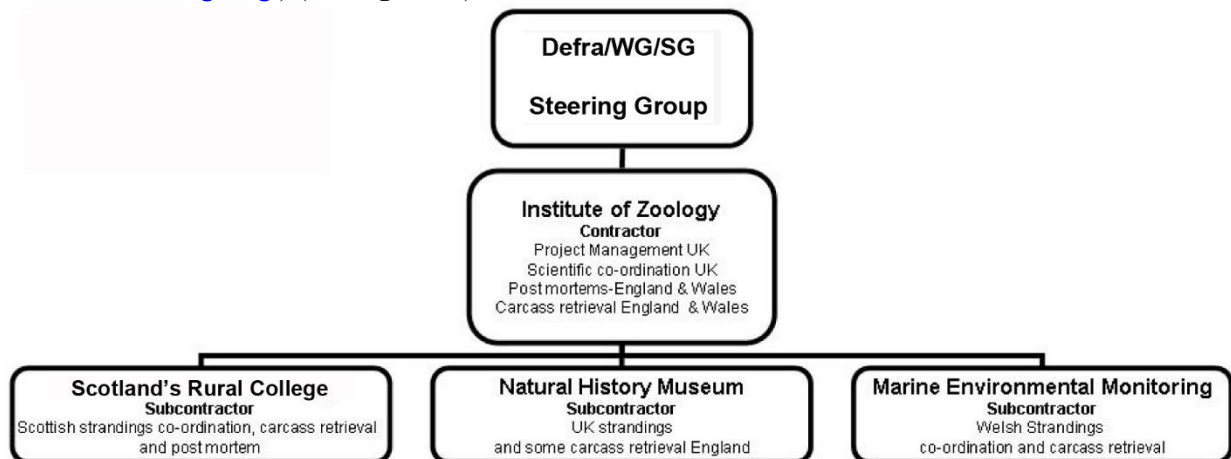 Defra/WG/SG
Steering Group
Institute of Zoology
Contractor
Project Management UK
Scientific co-ordination UK
Post mortems-England & Wales
Carcass retrieval England & Wales
Scotland's Rural College
Subcontractor
Scottish strandings co-ordination, carcass retrieval
and post mortem
Natural History Museum
Subcontractor
UK strandings
and some carcass retrieval England
Marine Environmental Monitoring
Subcontractor
Welsh Strandings
co-ordination and carcass retrieval